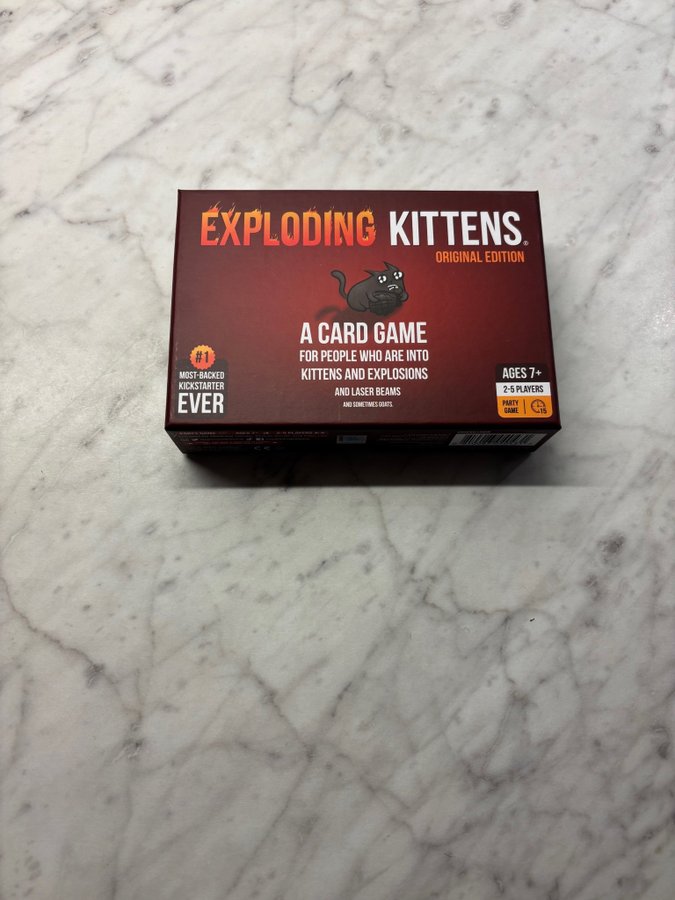 EXPLODING KITTENS®
ORIGINAL EDITION
A CARD GAME
FOR PEOPLE WHO ARE INTO
KITTENS AND EXPLOSIONS
AND LASER BEAMS
AND SOMETIMES GOATS.
#1
MOST-BACKED
KICKSTARTER
EVER
AGES 7+
2-5 PLAYERS
PARTY
GAME
15